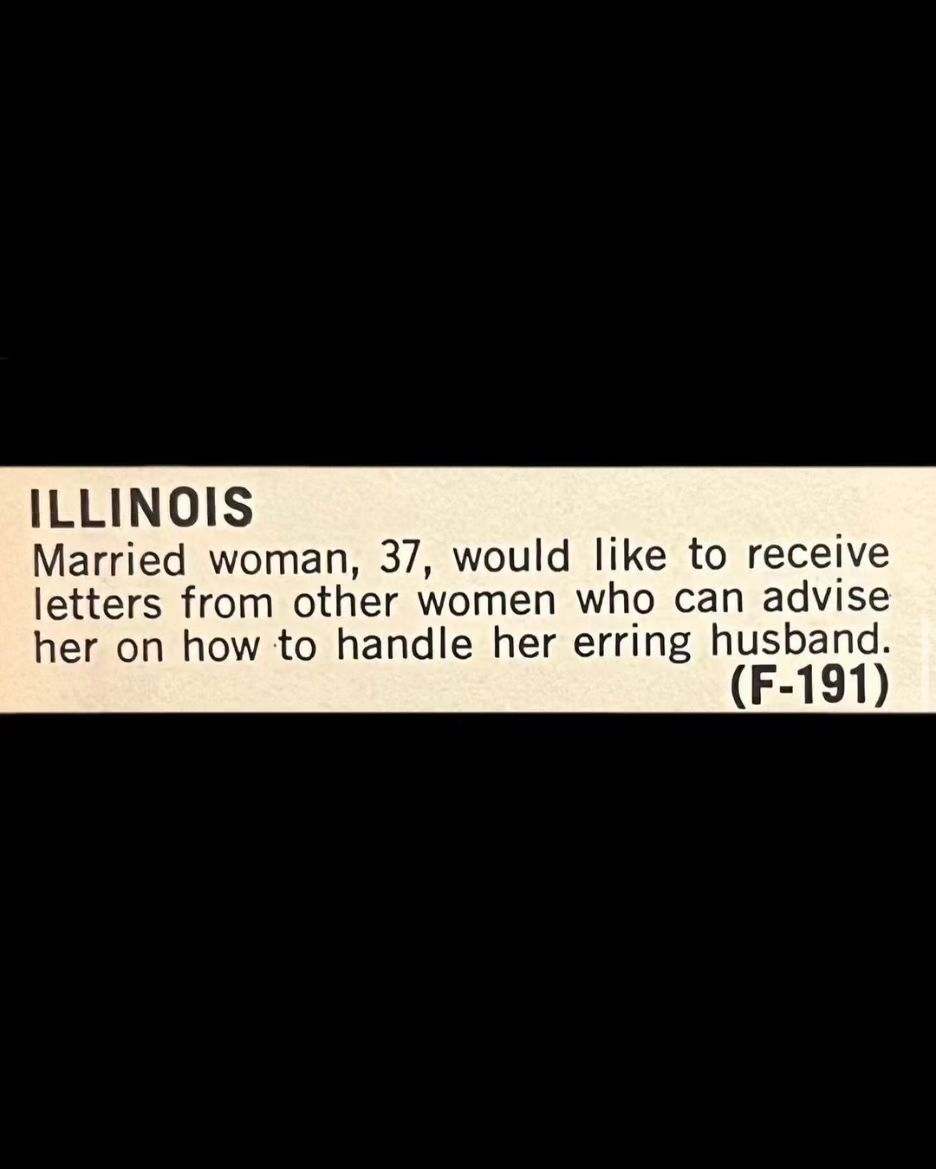 ILLINOIS
Married woman, 37, would like to receive
letters from other women who can advise
her on how to handle her erring husband.
(F-191)